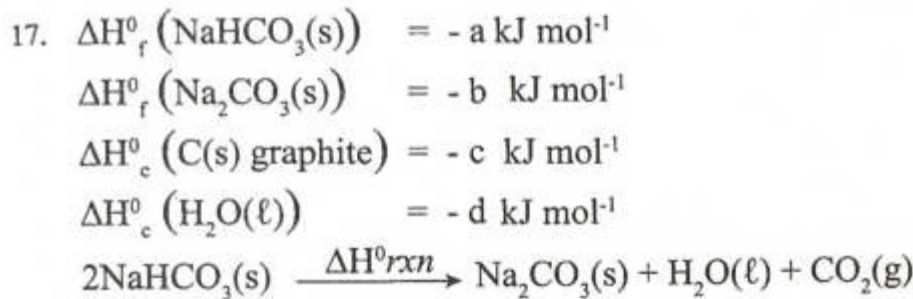 17. ΔH⁰f (NaHCO₃(s)) = - a kJ mol⁻¹
ΔH⁰f (Na₂CO₃(s)) = - b kJ mol⁻¹
ΔH⁰c (C(s) graphite) = - c kJ mol⁻¹
ΔH⁰c (H₂O(ℓ)) = - d kJ mol⁻¹
2NaHCO₃(s) —ΔH⁰rxn→ Na₂CO₃(s) + H₂O(ℓ) + CO₂(g)